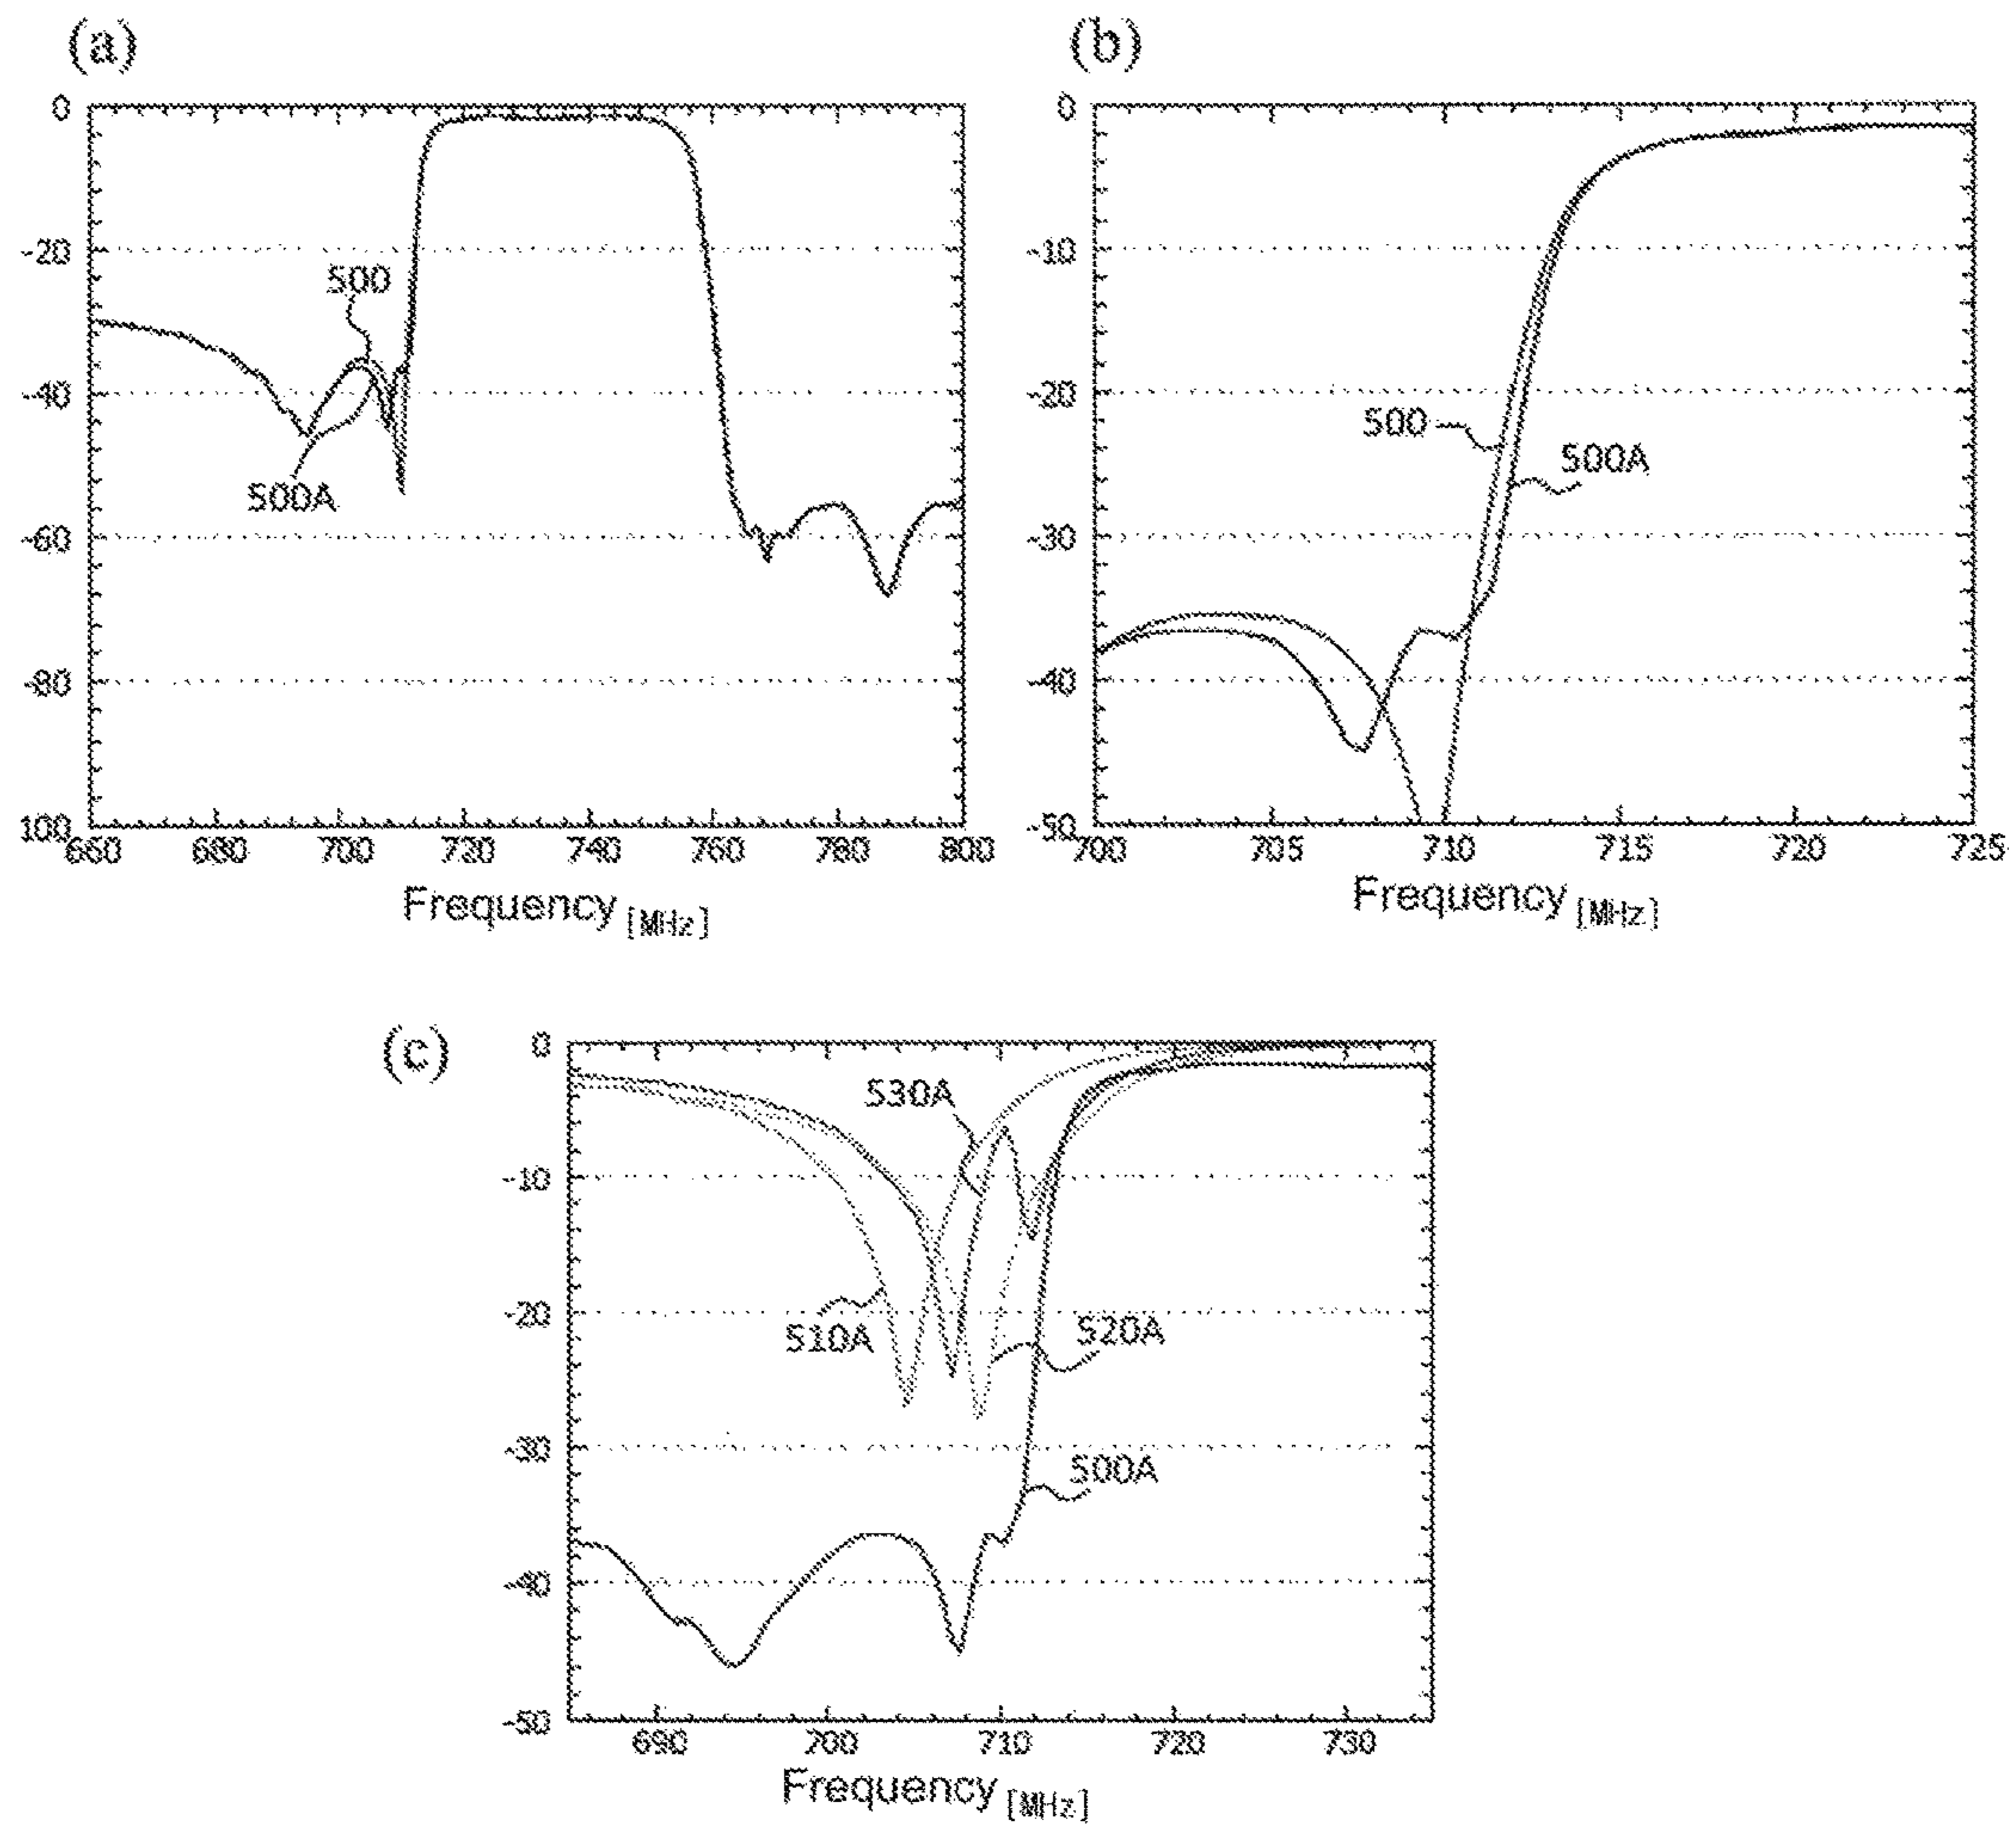 (a)
0
-20
-40
-60
-80
100
500
500A
660 680 700 720 740 760 780 800
Frequency [MHz]
(b)
0
-10
-20
-30
-40
-50
500
500A
700 705 710 715 720 725
Frequency [MHz]
(c)
0
-10
-20
-30
-40
-50
530A
510A
520A
500A
690 700 710 720 730
Frequency [MHz]